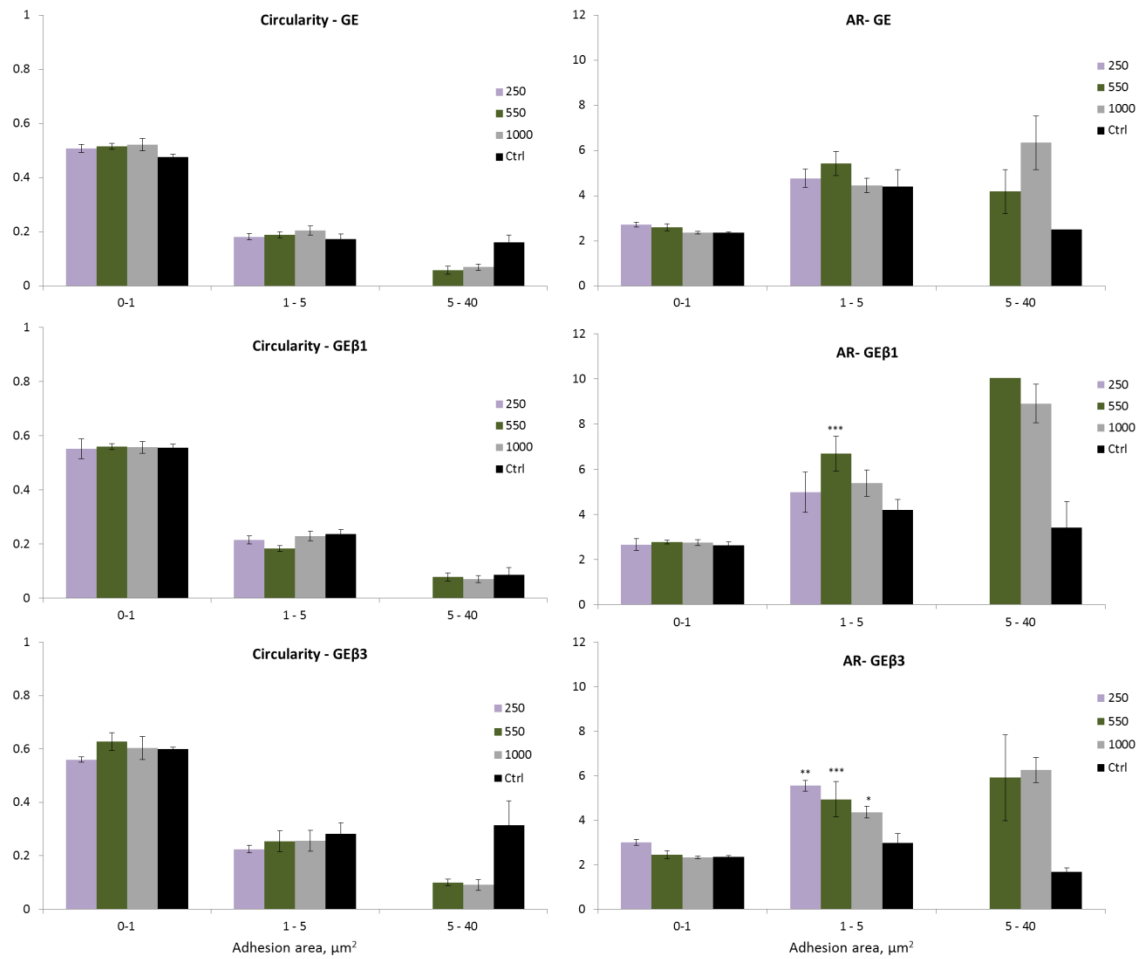 Circularity - GE
1
0.8
0.6
0.4
0.2
0
250
550
1000
Ctrl
0-1
1 - 5
5 - 40
AR- GE
12
10
8
6
4
2
0
250
550
1000
Ctrl
0-1
1 - 5
5 - 40
Circularity - GEβ1
1
0.8
0.6
0.4
0.2
0
250
550
1000
Ctrl
0-1
1 - 5
5 - 40
AR- GEβ1
12
10
8
6
4
2
0
***
250
550
1000
Ctrl
0-1
1 - 5
5 - 40
Circularity - GEβ3
1
0.8
0.6
0.4
0.2
0
250
550
1000
Ctrl
0-1
1 - 5
5 - 40
Adhesion area, μm²
AR- GEβ3
12
10
8
6
4
2
0
** *** *
250
550
1000
Ctrl
0-1
1 - 5
5 - 40
Adhesion area, μm²